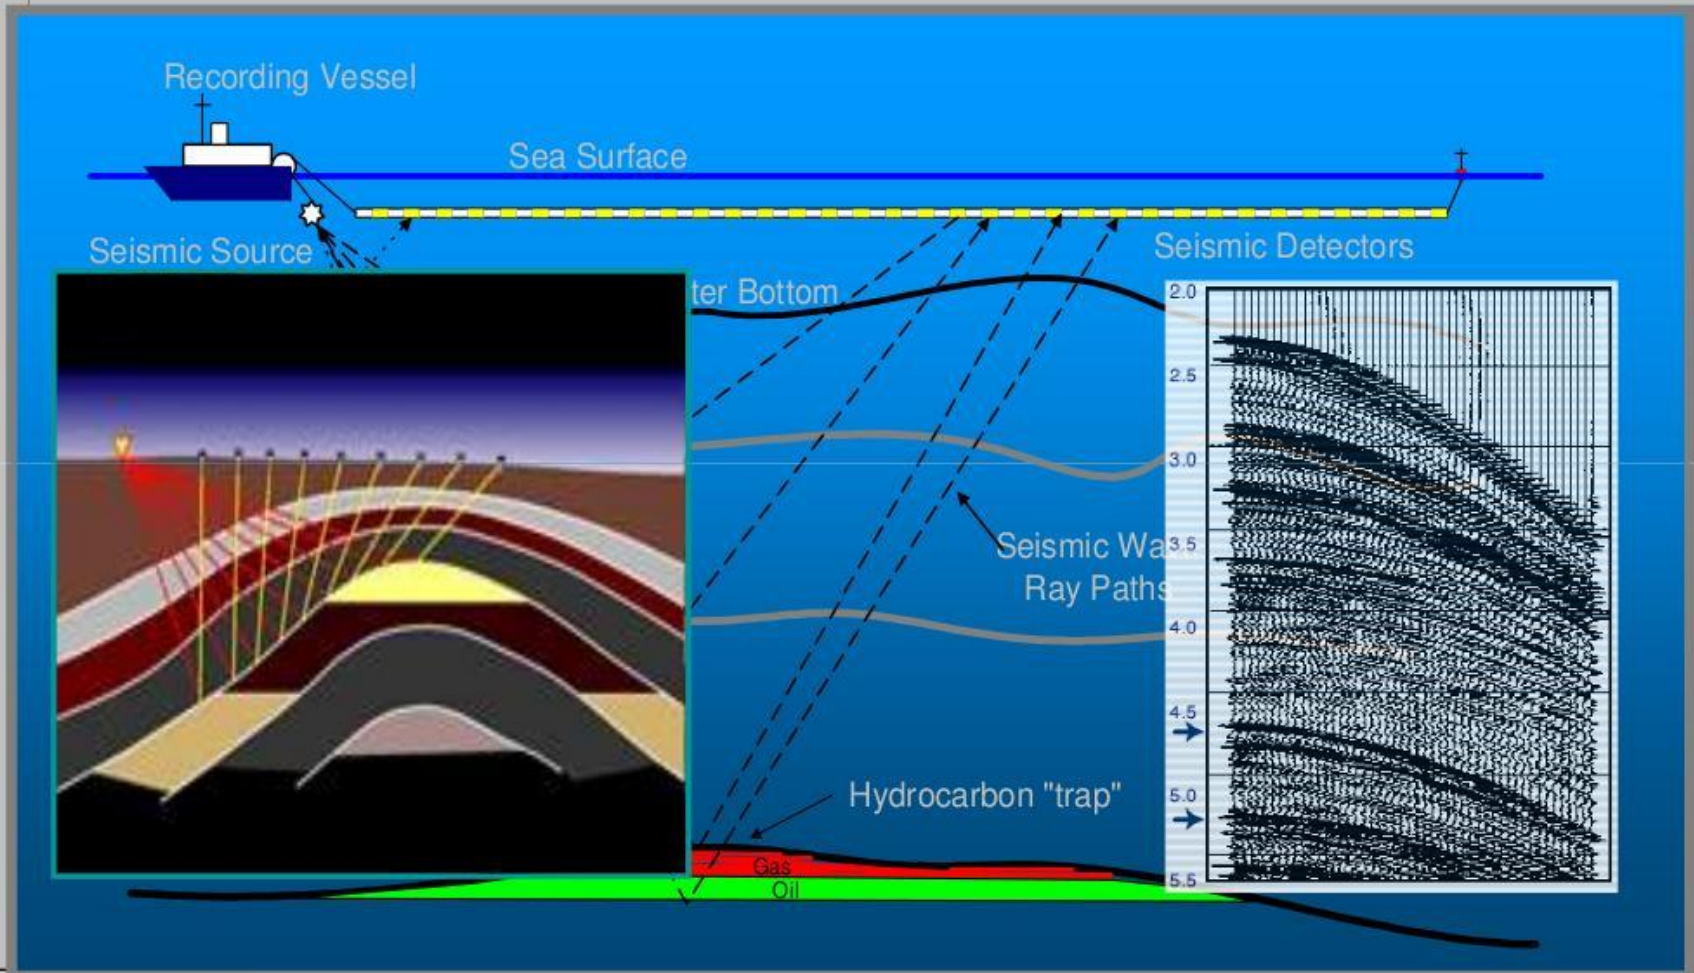 Recording Vessel
Sea Surface
Seismic Source
Seismic Detectors
ter Bottom
2.0
2.5
3.0
Seismic Wa
3.5
Ray Paths
4.0
4.5
Hydrocarbon "trap"
5.0
Gas
5.5
Oil